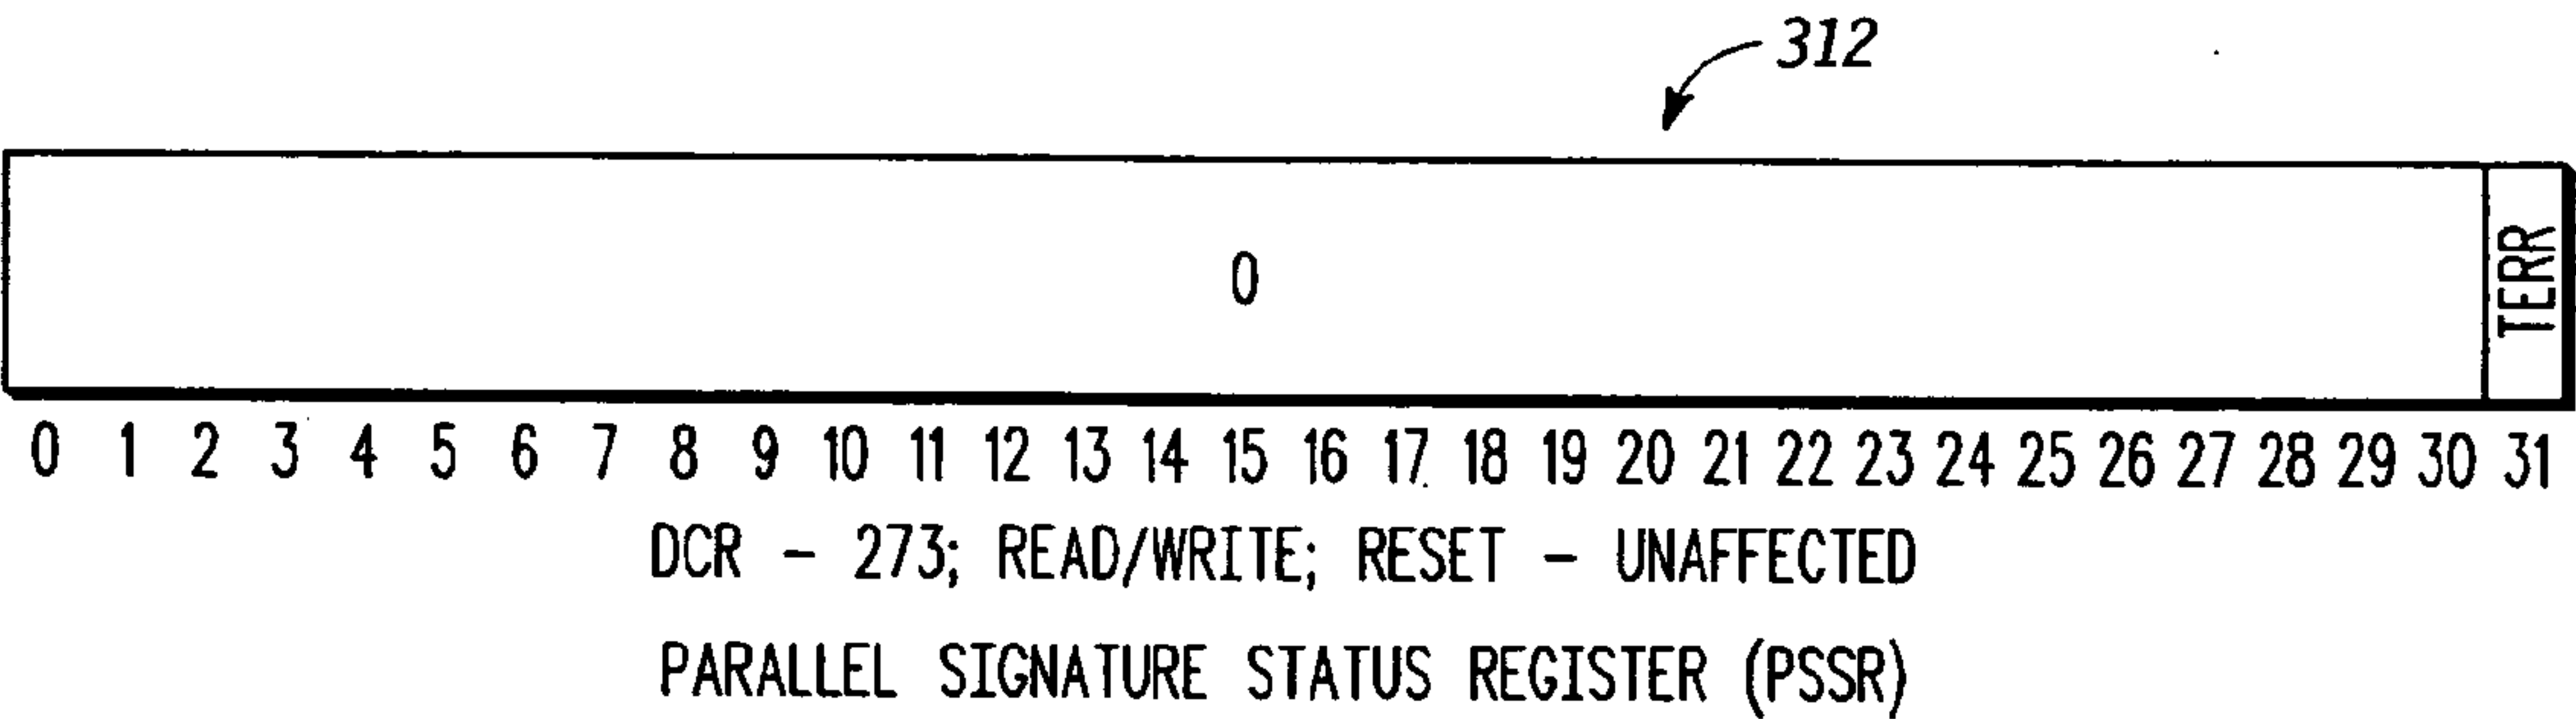 312
0
TERR
0 1 2 3 4 5 6 7 8 9 10 11 12 13 14 15 16 17 18 19 20 21 22 23 24 25 26 27 28 29 30 31
DCR - 273; READ/WRITE; RESET - UNAFFECTED
PARALLEL SIGNATURE STATUS REGISTER (PSSR)